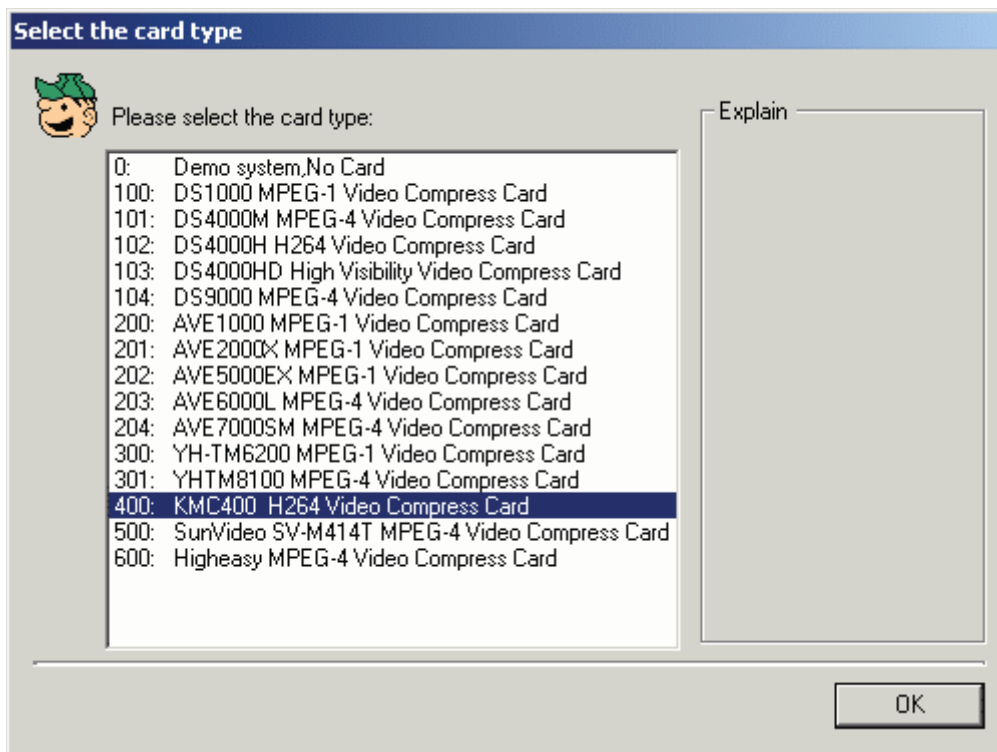 Select the card type
Please select the card type:
Explain
0: Demo system,No Card
100: DS1000 MPEG-1 Video Compress Card
101: DS4000M MPEG-4 Video Compress Card
102: DS4000H H264 Video Compress Card
103: DS4000HD High Visibility Video Compress Card
104: DS9000 MPEG-4 Video Compress Card
200: AVE1000 MPEG-1 Video Compress Card
201: AVE2000X MPEG-1 Video Compress Card
202: AVE5000EX MPEG-1 Video Compress Card
203: AVE6000L MPEG-4 Video Compress Card
204: AVE7000SM MPEG-4 Video Compress Card
300: YH-TM6200 MPEG-1 Video Compress Card
301: YHTM8100 MPEG-4 Video Compress Card
400: KMC400  H264 Video Compress Card
500: SunVideo SV-M414T MPEG-4 Video Compress Card
600: Higheasy MPEG-4 Video Compress Card
OK